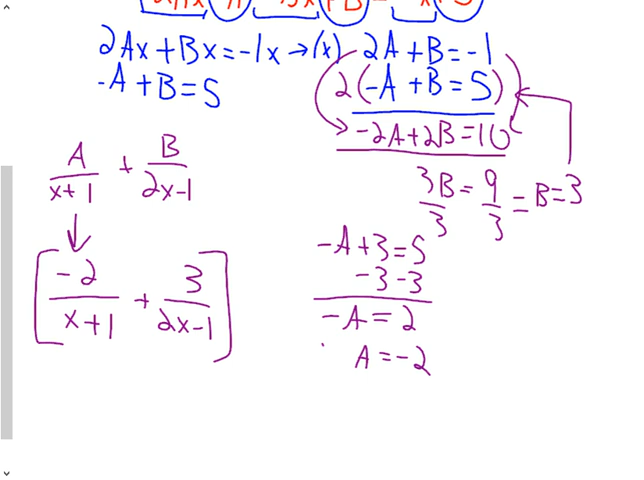 2Ax + Bx = -1x → (x) 2A + B = -1
-A + B = 5
2(-A + B = 5)
-2A + 2B = 10
A/x+1 + B/2x-1
3B/3 = 9/3 = B = 3
-A + 3 = 5
-3 -3
[-2/x+1 + 3/2x-1]
-A = 2
A = -2